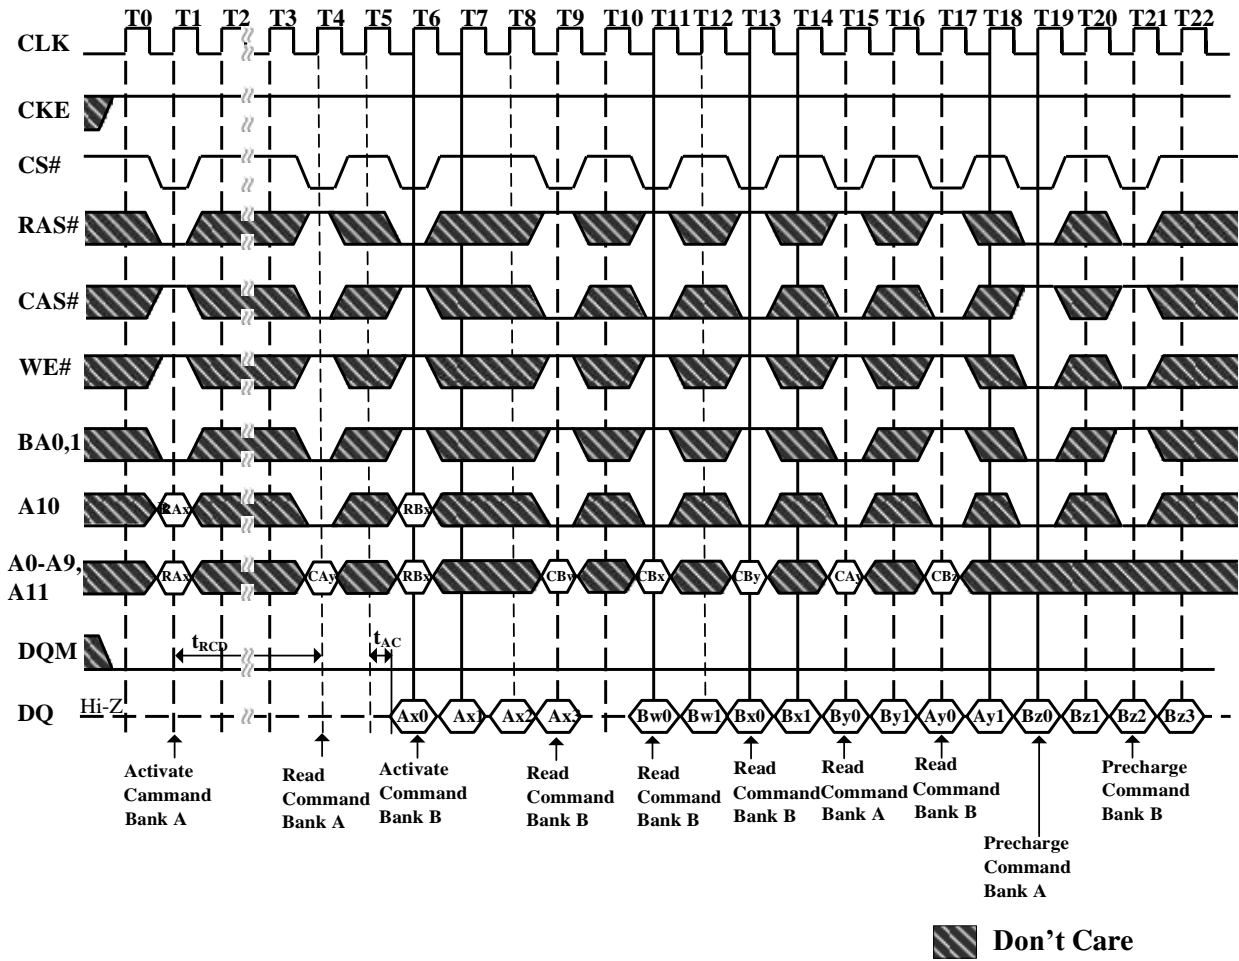 T0 T1 T2 T3 T4 T5 T6 T7 T8 T9 T10 T11 T12 T13 T14 T15 T16 T17 T18 T19 T20 T21 T22
CLK
CKE
CS#
RAS#
CAS#
WE#
BA0,1
A10
RAx RBx
A0-A9,
A11
RAx CAy RBx CBw CBx CBy CAy CBz
DQM
tRCD
tAC
DQ
Hi-Z
Ax0 Ax1 Ax2 Ax3 Bw0 Bw1 Bx0 Bx1 By0 By1 Ay0 Ay1 Bz0 Bz1 Bz2 Bz3
Activate
Cammand
Bank A
Read
Command
Bank A
Activate
Command
Bank B
Read
Command
Bank B
Read
Command
Bank B
Read
Command
Bank B
Read
Command
Bank A
Read
Command
Bank B
Precharge
Command
Bank A
Precharge
Command
Bank B
Don't Care